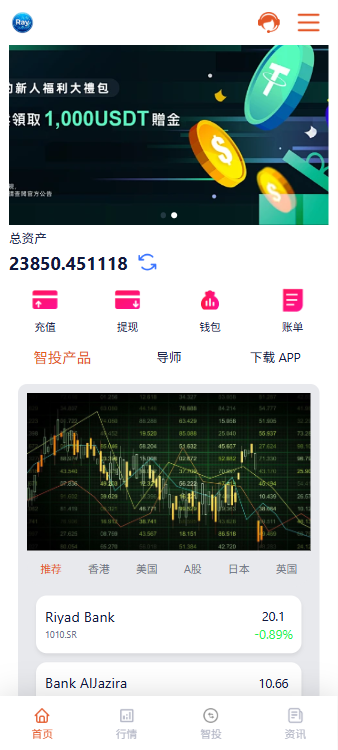 Ray
的新人福利大禮包
領取 1,000USDT 贈金
總資产
23850.451118
充值 提现 钱包 账单
智投产品 导师 下载 APP
推荐 香港 美国 A股 日本 英国
Riyad Bank 20.1
1010.SR -0.89%
Bank AlJazira 10.66
首页 行情 智投 资讯